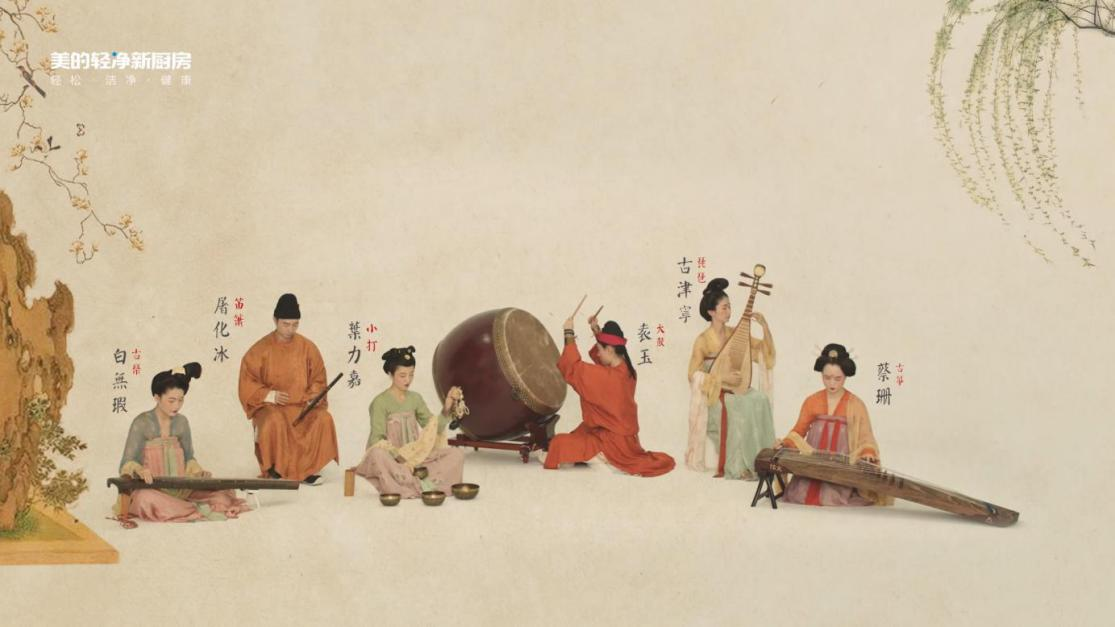 美的轻净新厨房
轻松·洁净·健康
白無瑕
古琴
屠化冰
笛簫
葉力嘉
小打
袁玉
大鼓
古津寧
琵琶
蔡珊
古箏